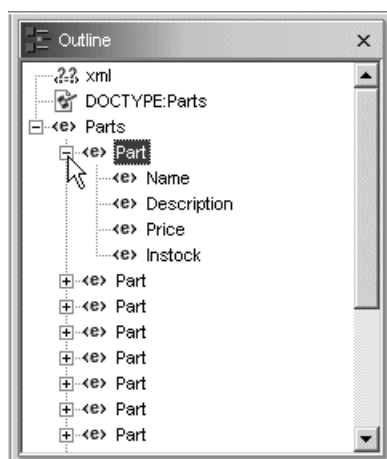 Outline
xml
DOCTYPE:Parts
<e> Parts
<e> Part
<e> Name
<e> Description
<e> Price
<e> Instock
<e> Part
<e> Part
<e> Part
<e> Part
<e> Part
<e> Part
<e> Part